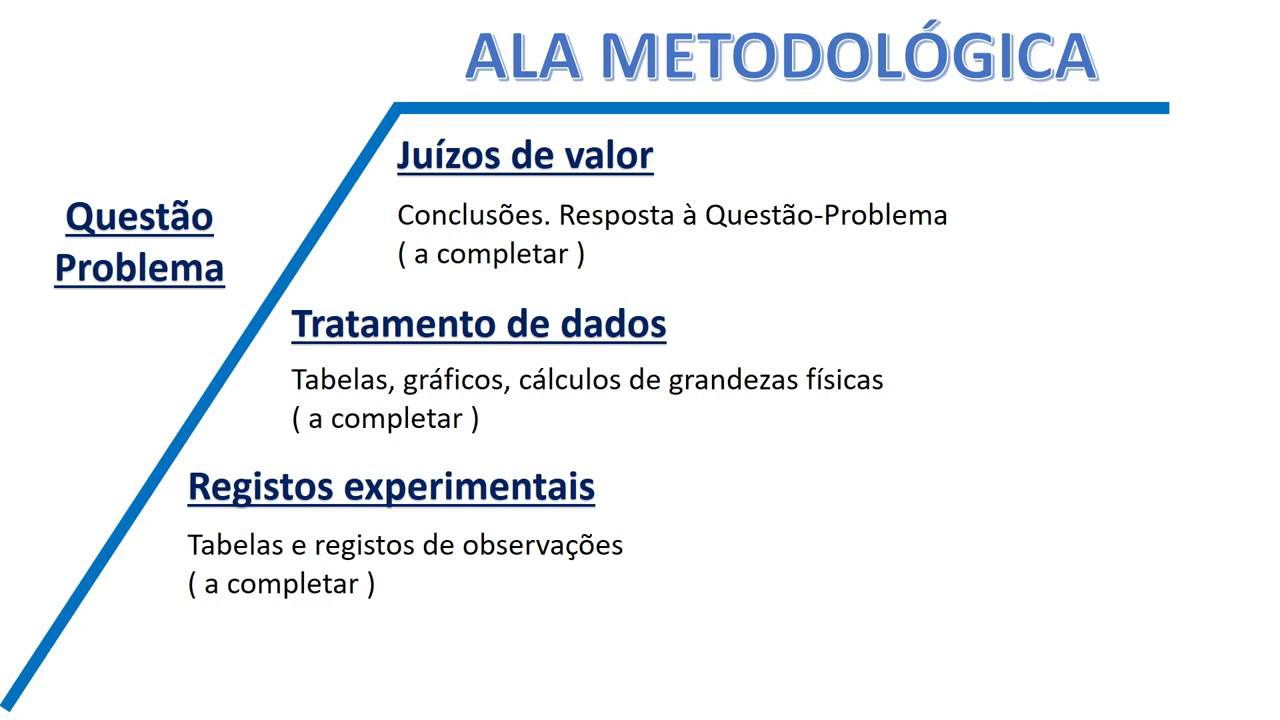 ALA METODOLÓGICA
Juízos de valor
Questão
Problema
Conclusões. Resposta à Questão-Problema
( a completar )
Tratamento de dados
Tabelas, gráficos, cálculos de grandezas físicas
( a completar )
Registos experimentais
Tabelas e registos de observações
( a completar )